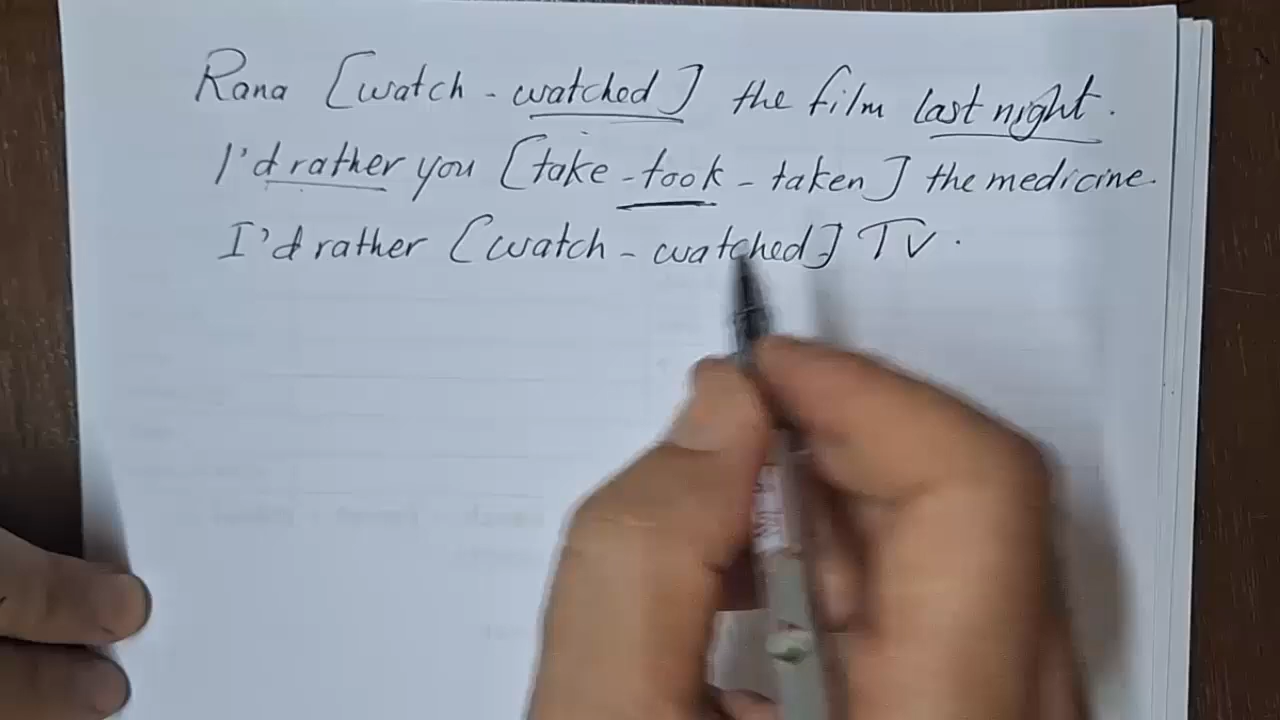 Rana [watch - watched] the film last night.
I'd rather you [take - took - taken] the medicine.
I'd rather [watch - watched] TV.